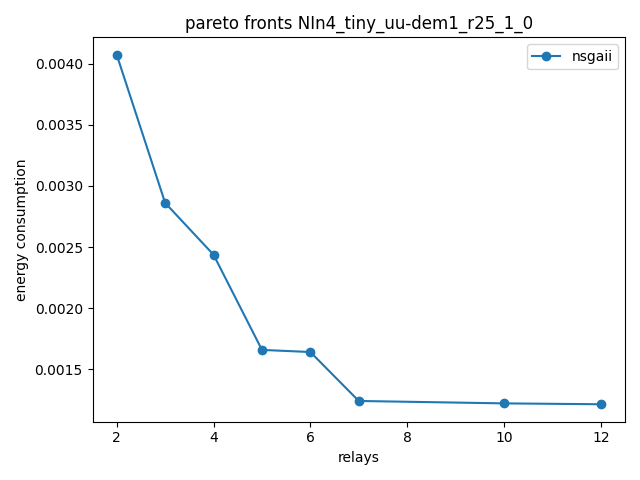 pareto fronts NIn4_tiny_uu-dem1_r25_1_0
nsgaii
0.0040
0.0035
0.0030
0.0025
0.0020
0.0015
energy consumption
2 4 6 8 10 12
relays